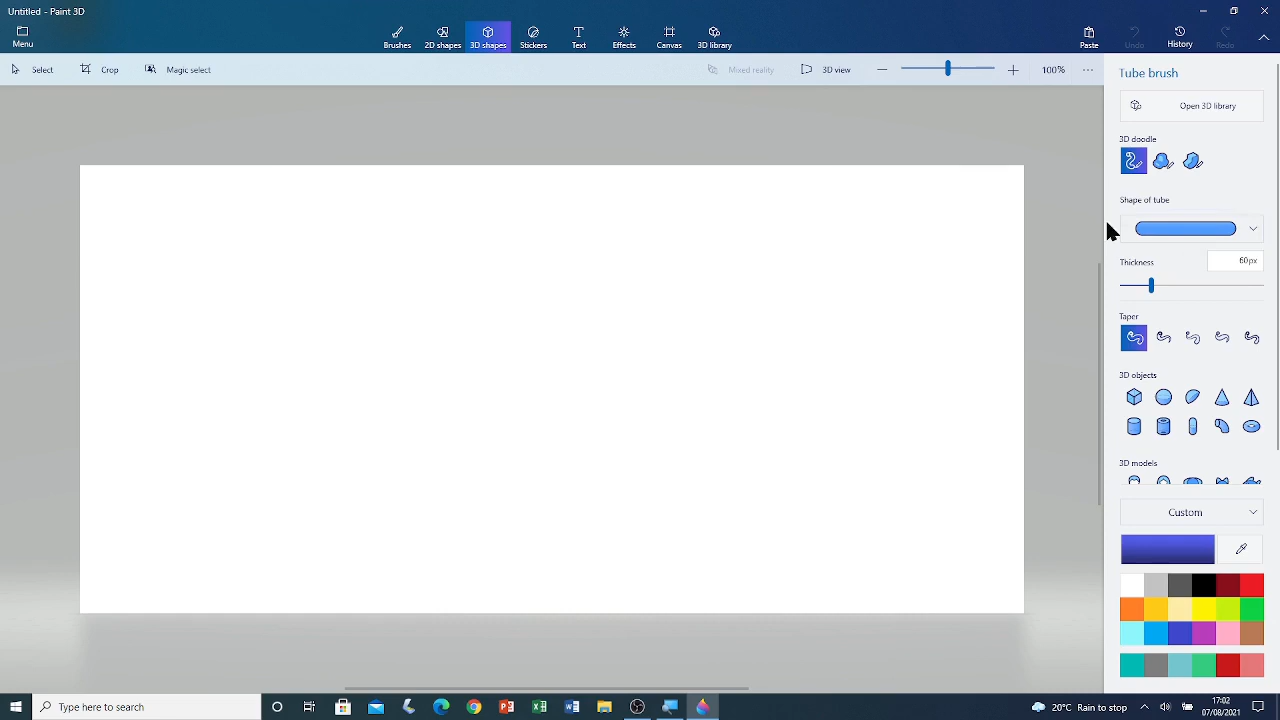 Untitled - Paint 3D
Menu
Brushes
2D shapes
3D shapes
Stickers
Text
Effects
Canvas
3D library
Paste
Undo
History
Redo
Select
Crop
Magic select
Mixed reality
3D view
100%
Tube brush
Open 3D library
3D doodle
Shape of tube
Thickness
60px
Taper
3D objects
3D models
Custom
Type here to search
20°C Rain to stop
17:02
07/08/2021